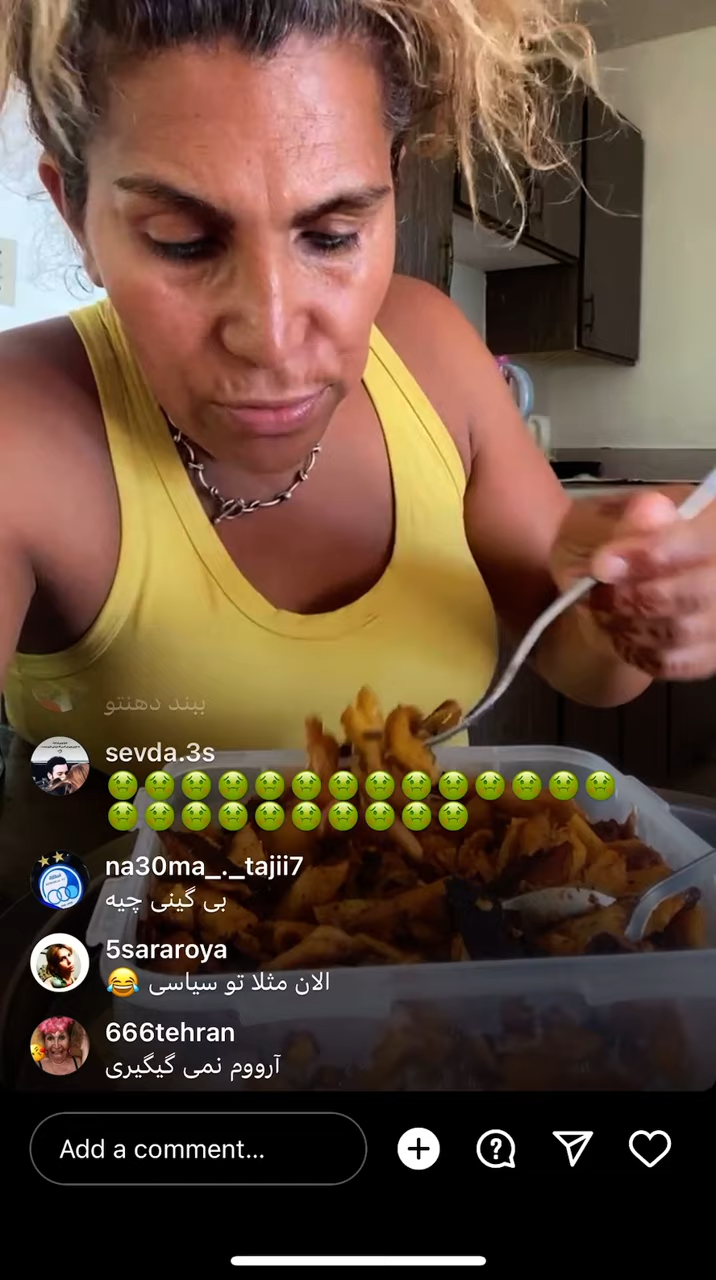 ببند دهنتو
sevda.3s
🤢🤢🤢🤢🤢🤢🤢🤢🤢🤢🤢🤢🤢🤢
🤢🤢🤢🤢🤢🤢🤢🤢🤢🤢
na30ma_._tajii7
بی گینی چیه
5sararoya
الان مثلا تو سیاسی 😂
666tehran
آرووم نمی گیگیری
Add a comment...